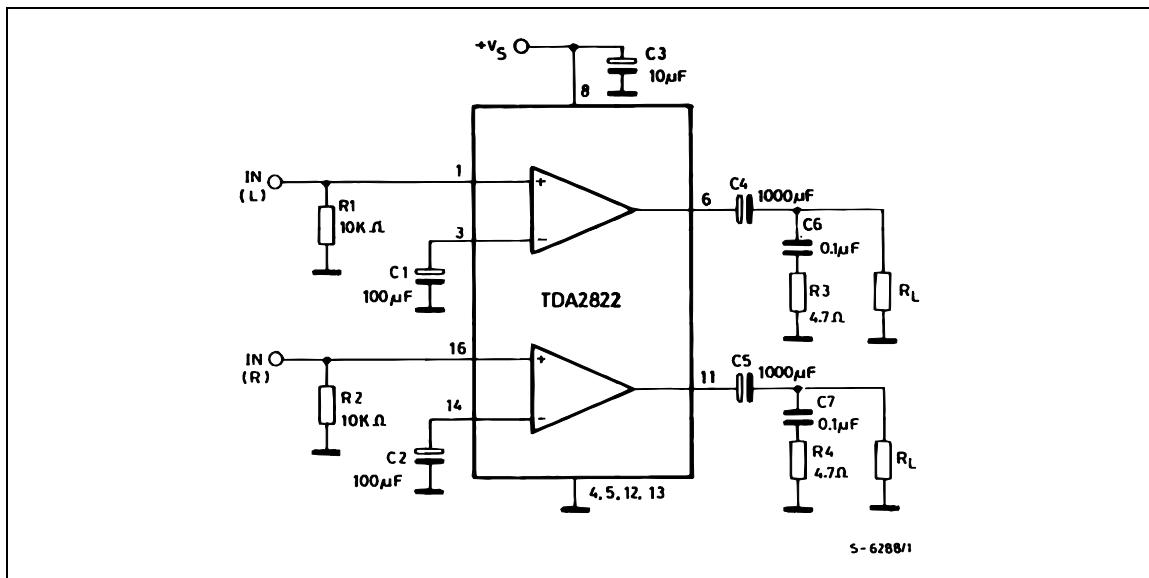 +VS
C3
10µF
8
IN
(L)
1
R1
10KΩ
3
C1
100µF
6
C4
1000µF
C6
0.1µF
R3
4.7Ω
RL
TDA2822
IN
(R)
16
R2
10KΩ
14
C2
100µF
11
C5
1000µF
C7
0.1µF
R4
4.7Ω
RL
4, 5, 12, 13
S-6288/1